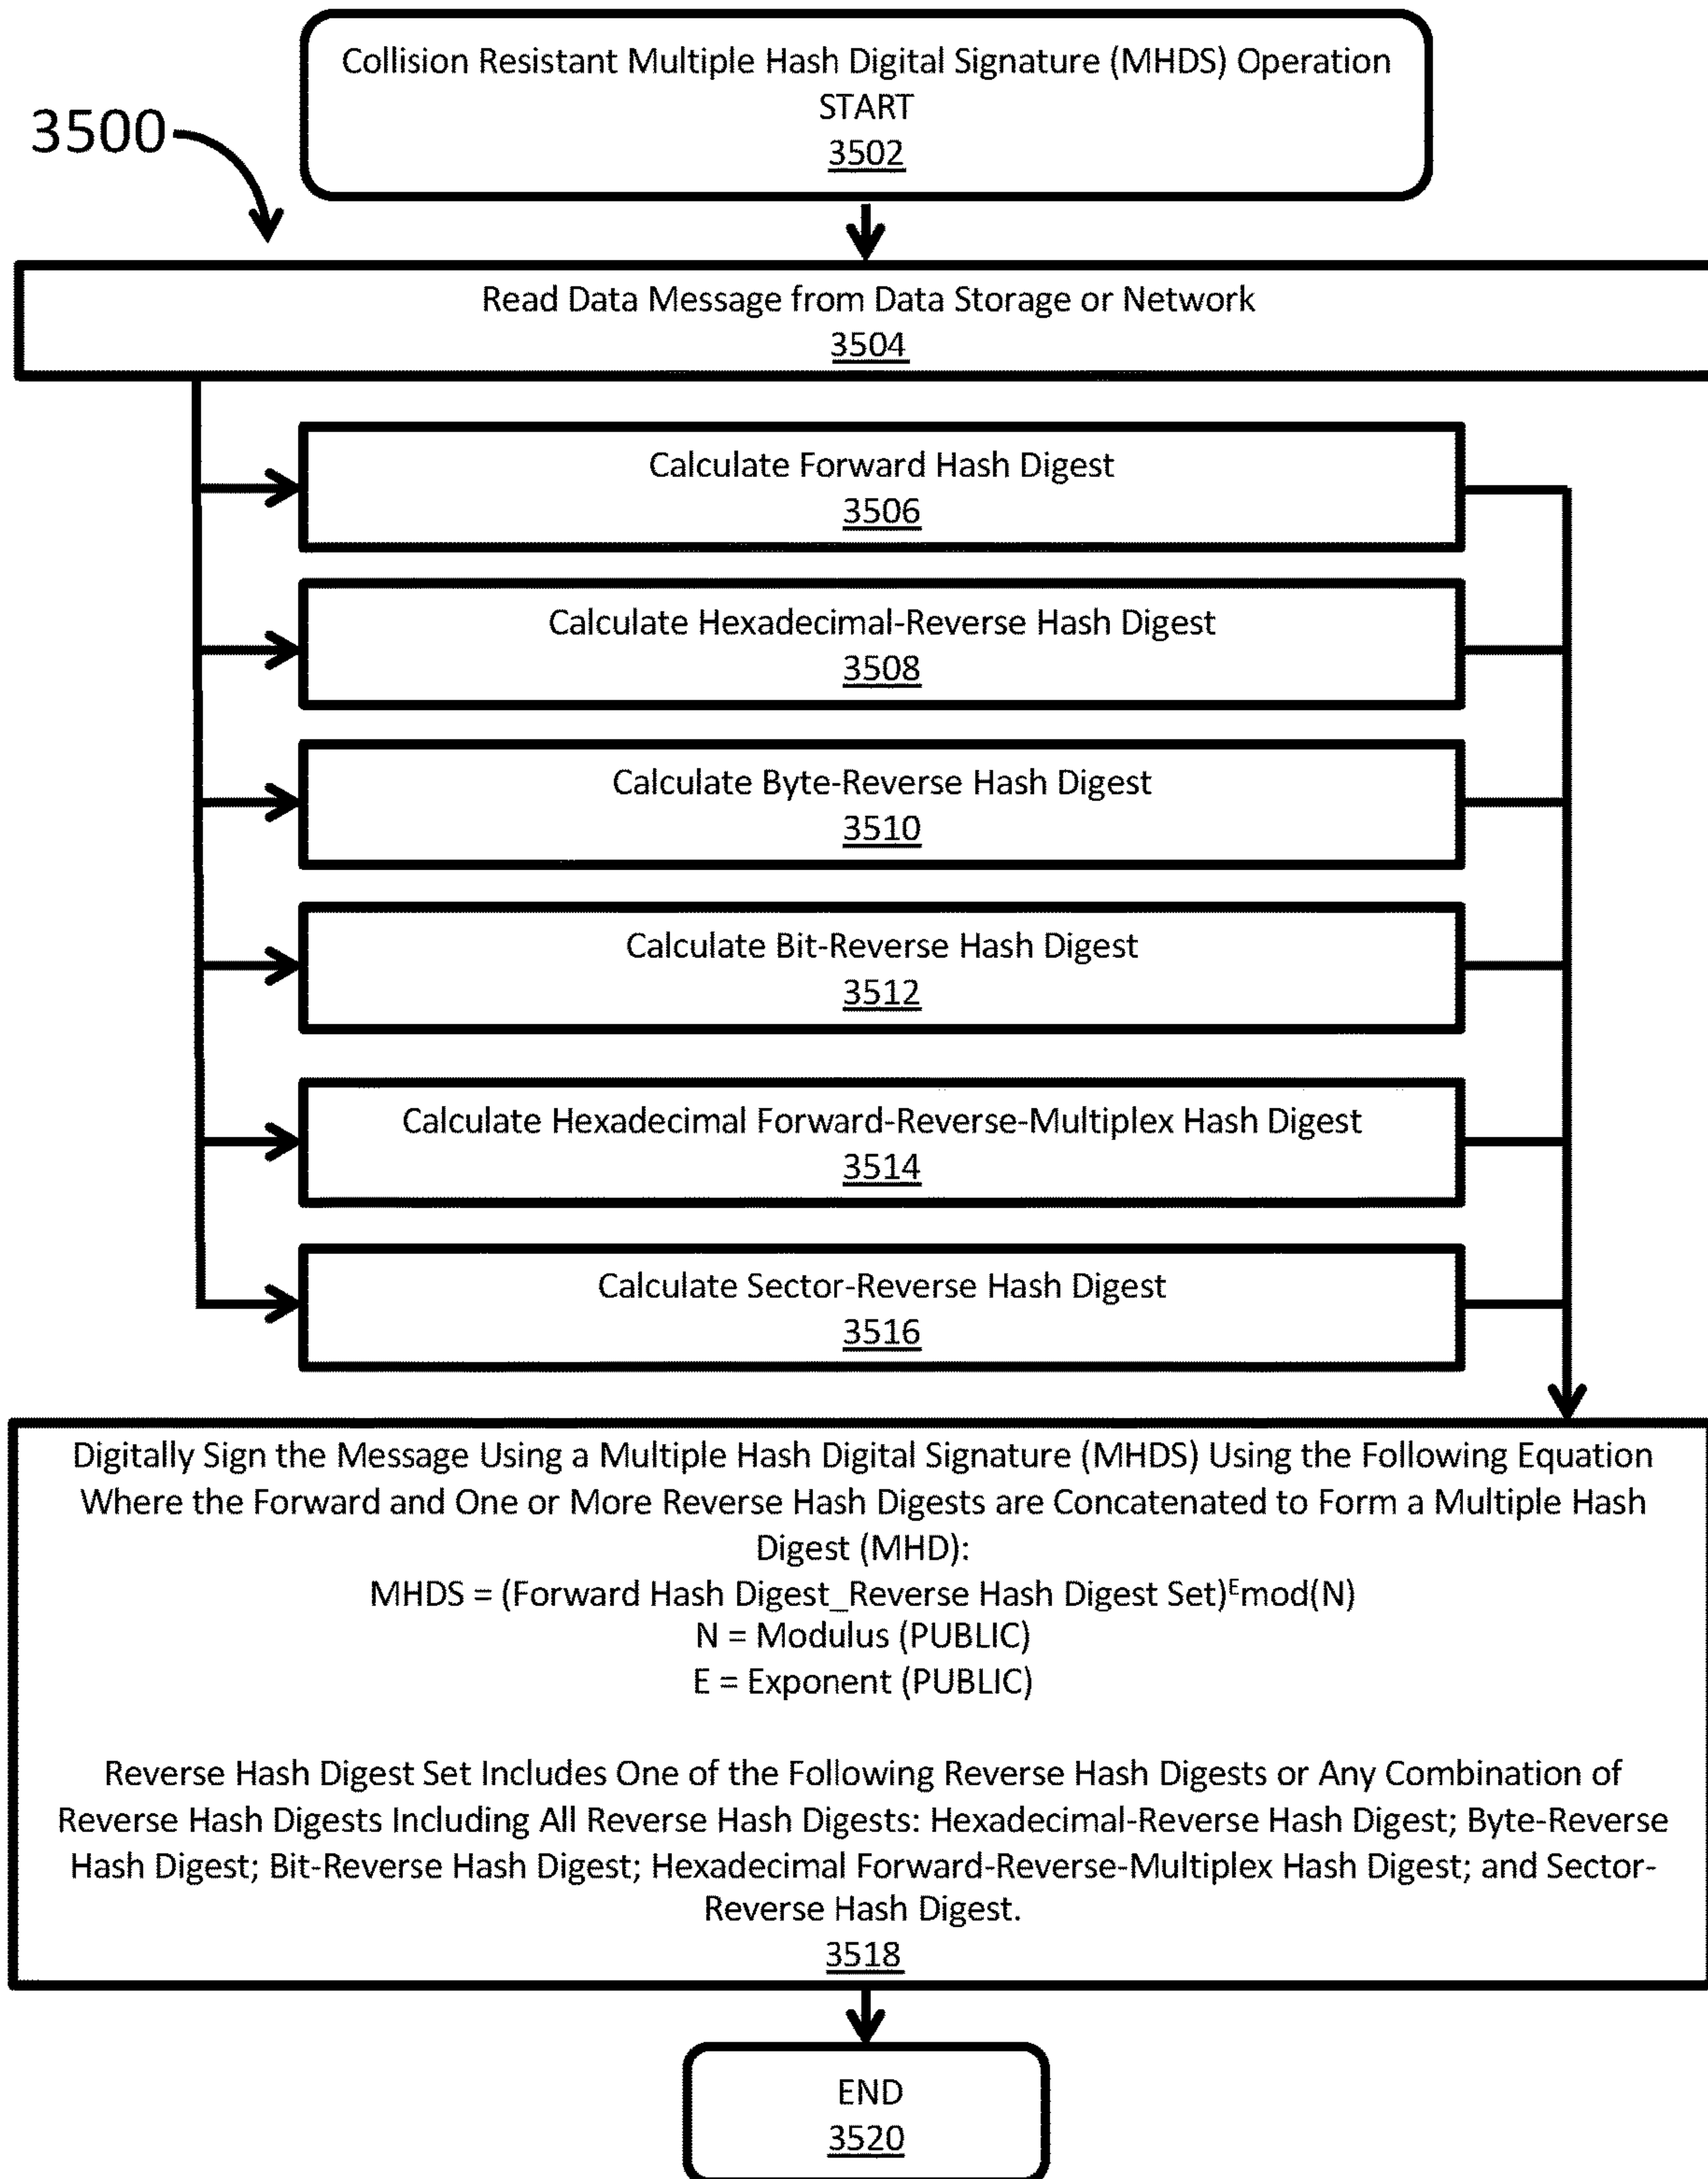 Collision Resistant Multiple Hash Digital Signature (MHDS) Operation
START
3502
3500
Read Data Message from Data Storage or Network
3504
Calculate Forward Hash Digest
3506
Calculate Hexadecimal-Reverse Hash Digest
3508
Calculate Byte-Reverse Hash Digest
3510
Calculate Bit-Reverse Hash Digest
3512
Calculate Hexadecimal Forward-Reverse-Multiplex Hash Digest
3514
Calculate Sector-Reverse Hash Digest
3516
Digitally Sign the Message Using a Multiple Hash Digital Signature (MHDS) Using the Following Equation
Where the Forward and One or More Reverse Hash Digests are Concatenated to Form a Multiple Hash
Digest (MHD):
MHDS = (Forward Hash Digest_Reverse Hash Digest Set)ᴱmod(N)
N = Modulus (PUBLIC)
E = Exponent (PUBLIC)
Reverse Hash Digest Set Includes One of the Following Reverse Hash Digests or Any Combination of
Reverse Hash Digests Including All Reverse Hash Digests: Hexadecimal-Reverse Hash Digest; Byte-Reverse
Hash Digest; Bit-Reverse Hash Digest; Hexadecimal Forward-Reverse-Multiplex Hash Digest; and Sector-
Reverse Hash Digest.
3518
END
3520